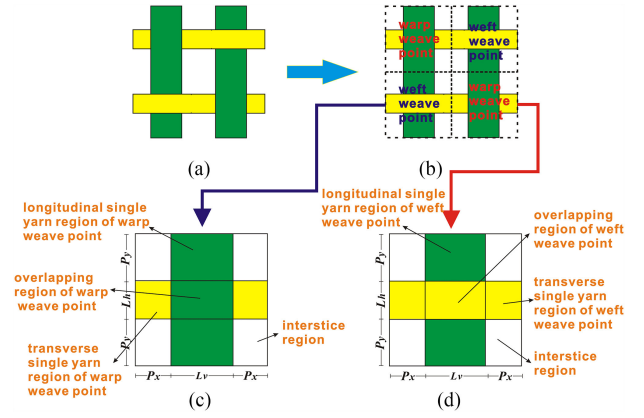 warp
weave
point
weft
weave
point
weft
weave
point
warp
weave
point
(a)
(b)
longitudinal single
yarn region of warp
weave point
overlapping
region of warp
weave point
transverse single
yarn region of warp
weave point
interstice
region
Py
Lh
Py
Px
Lv
Px
(c)
longitudinal single
yarn region of weft
weave point
overlapping
region of weft
weave point
transverse
single yarn
region of weft
weave point
interstice
region
Py
Lh
Py
Px
Lv
Px
(d)